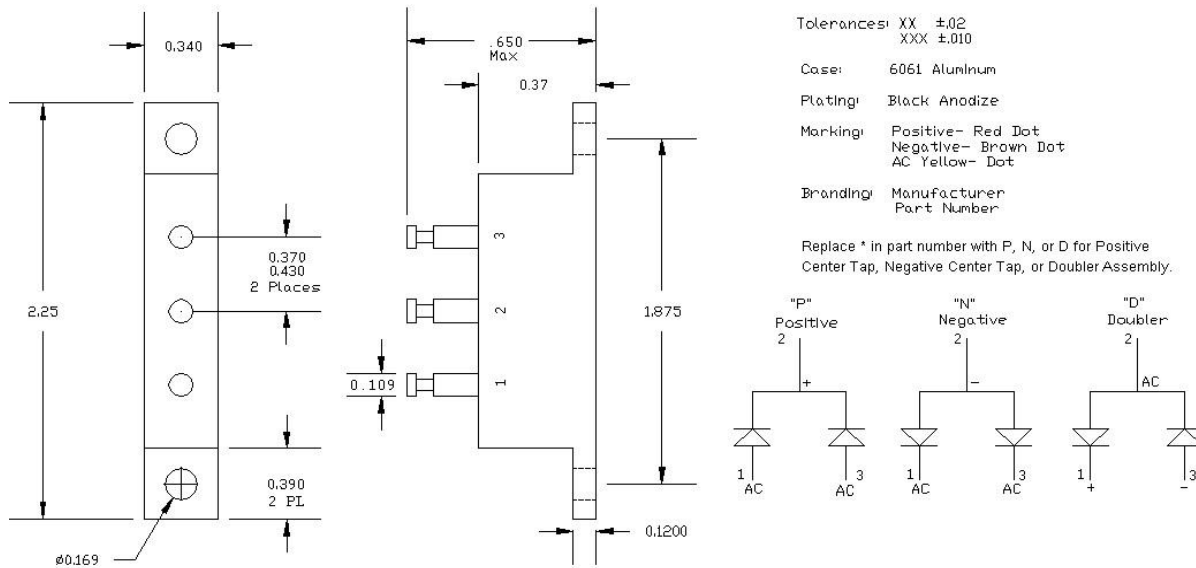 0.340
2.25
0.370
0.430
2 Places
0.390
2 PL
ø0.169
.650
Max
0.37
3
2
1
0.109
1.875
0.1200
Tolerances: XX ±.02
XXX ±.010
Case: 6061 Aluminum
Plating: Black Anodize
Marking: Positive- Red Dot
Negative- Brown Dot
AC Yellow- Dot
Branding: Manufacturer
Part Number
Replace * in part number with P, N, or D for Positive
Center Tap, Negative Center Tap, or Doubler Assembly.
"P"
Positive
2
+
1
AC
3
AC
"N"
Negative
2
-
1
AC
3
AC
"D"
Doubler
2
AC
1
+
3
-